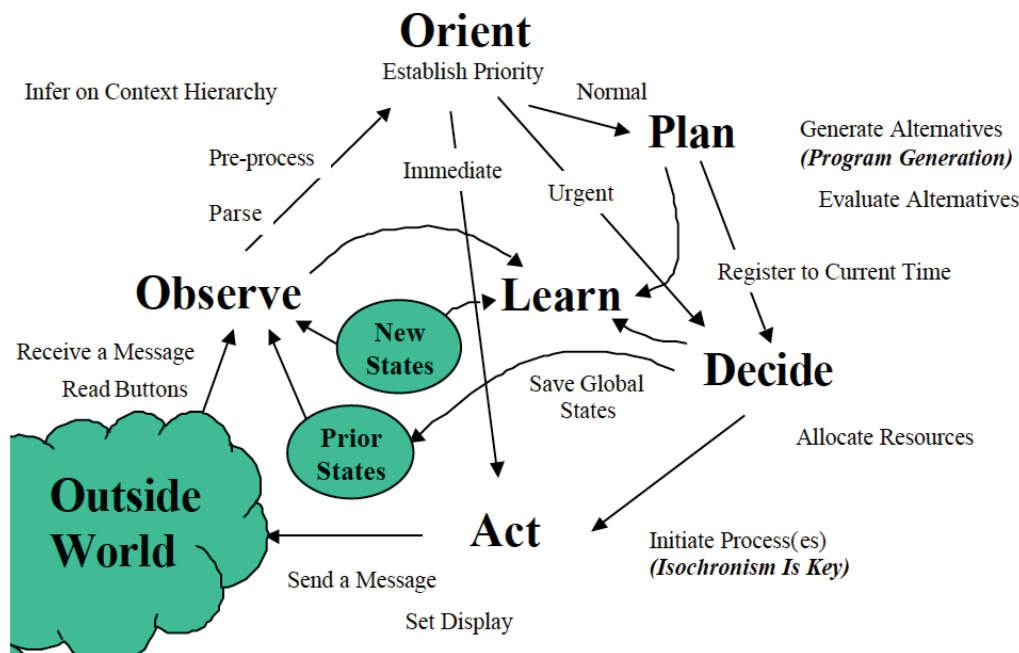 Orient
Establish Priority
Infer on Context Hierarchy
Normal
Plan
Generate Alternatives
(Program Generation)
Pre-process
Immediate
Urgent
Evaluate Alternatives
Parse
Register to Current Time
Observe
Learn
New
States
Receive a Message
Read Buttons
Decide
Save Global
States
Prior
States
Allocate Resources
Outside
World
Act
Initiate Process(es)
(Isochronism Is Key)
Send a Message
Set Display